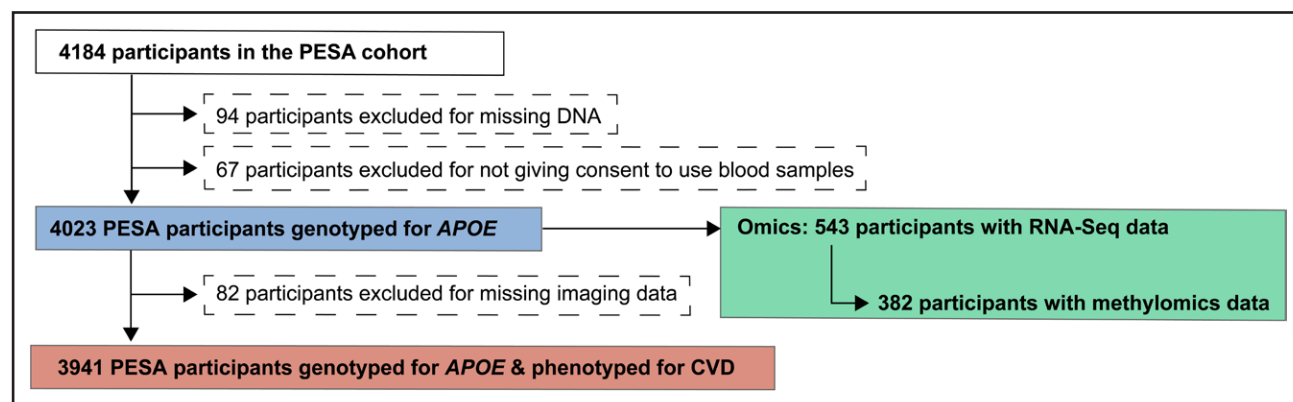 4184 participants in the PESA cohort
94 participants excluded for missing DNA
67 participants excluded for not giving consent to use blood samples
4023 PESA participants genotyped for APOE
Omics: 543 participants with RNA-Seq data
382 participants with methylomics data
82 participants excluded for missing imaging data
3941 PESA participants genotyped for APOE & phenotyped for CVD